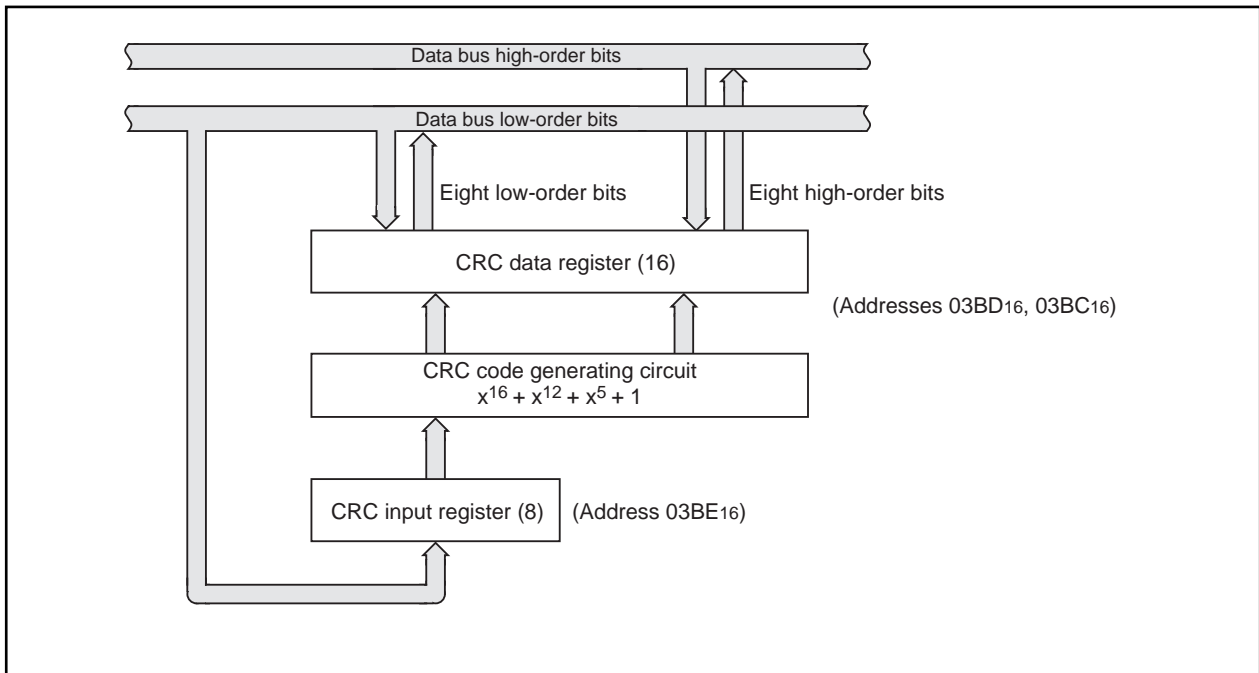 Data bus high-order bits
Data bus low-order bits
Eight low-order bits
Eight high-order bits
CRC data register (16)
(Addresses 03BD16, 03BC16)
CRC code generating circuit
x16 + x12 + x5 + 1
CRC input register (8)
(Address 03BE16)